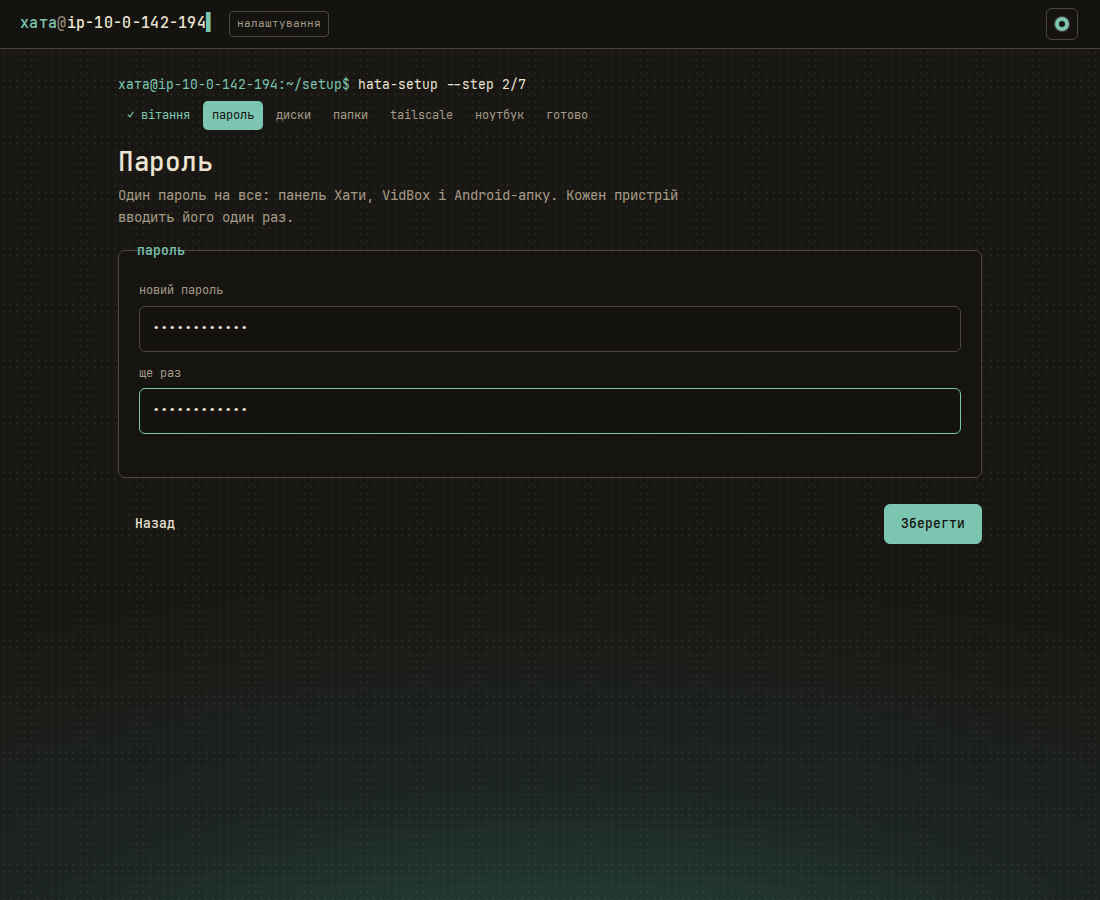 хата@ip-10-0-142-194
налаштування
хата@ip-10-0-142-194:~/setup$ hata-setup --step 2/7
✓ вітання пароль диски папки tailscale ноутбук готово
Пароль
Один пароль на все: панель Хати, VidBox і Android-апку. Кожен пристрій
вводить його один раз.
пароль
новий пароль
••••••••••••
ще раз
••••••••••••
Назад
Зберегти